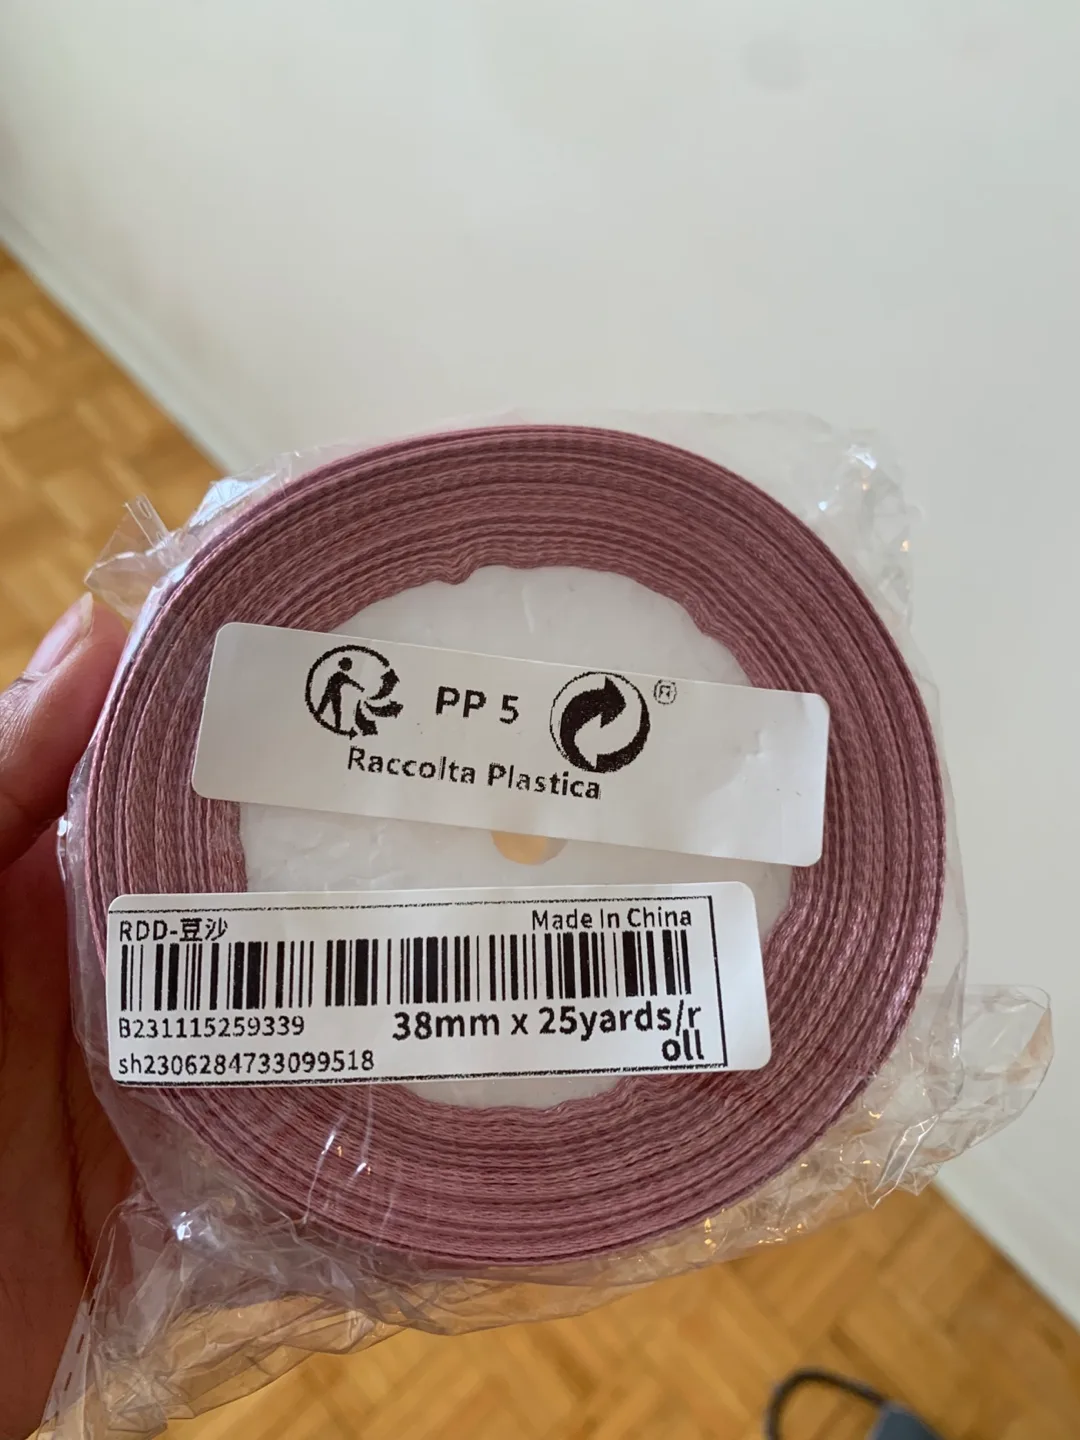 PP 5
®
Raccolta Plastica
RDD-豆沙
Made In China
B231115259339
38mm x 25yards/r
oll
sh2306284733099518